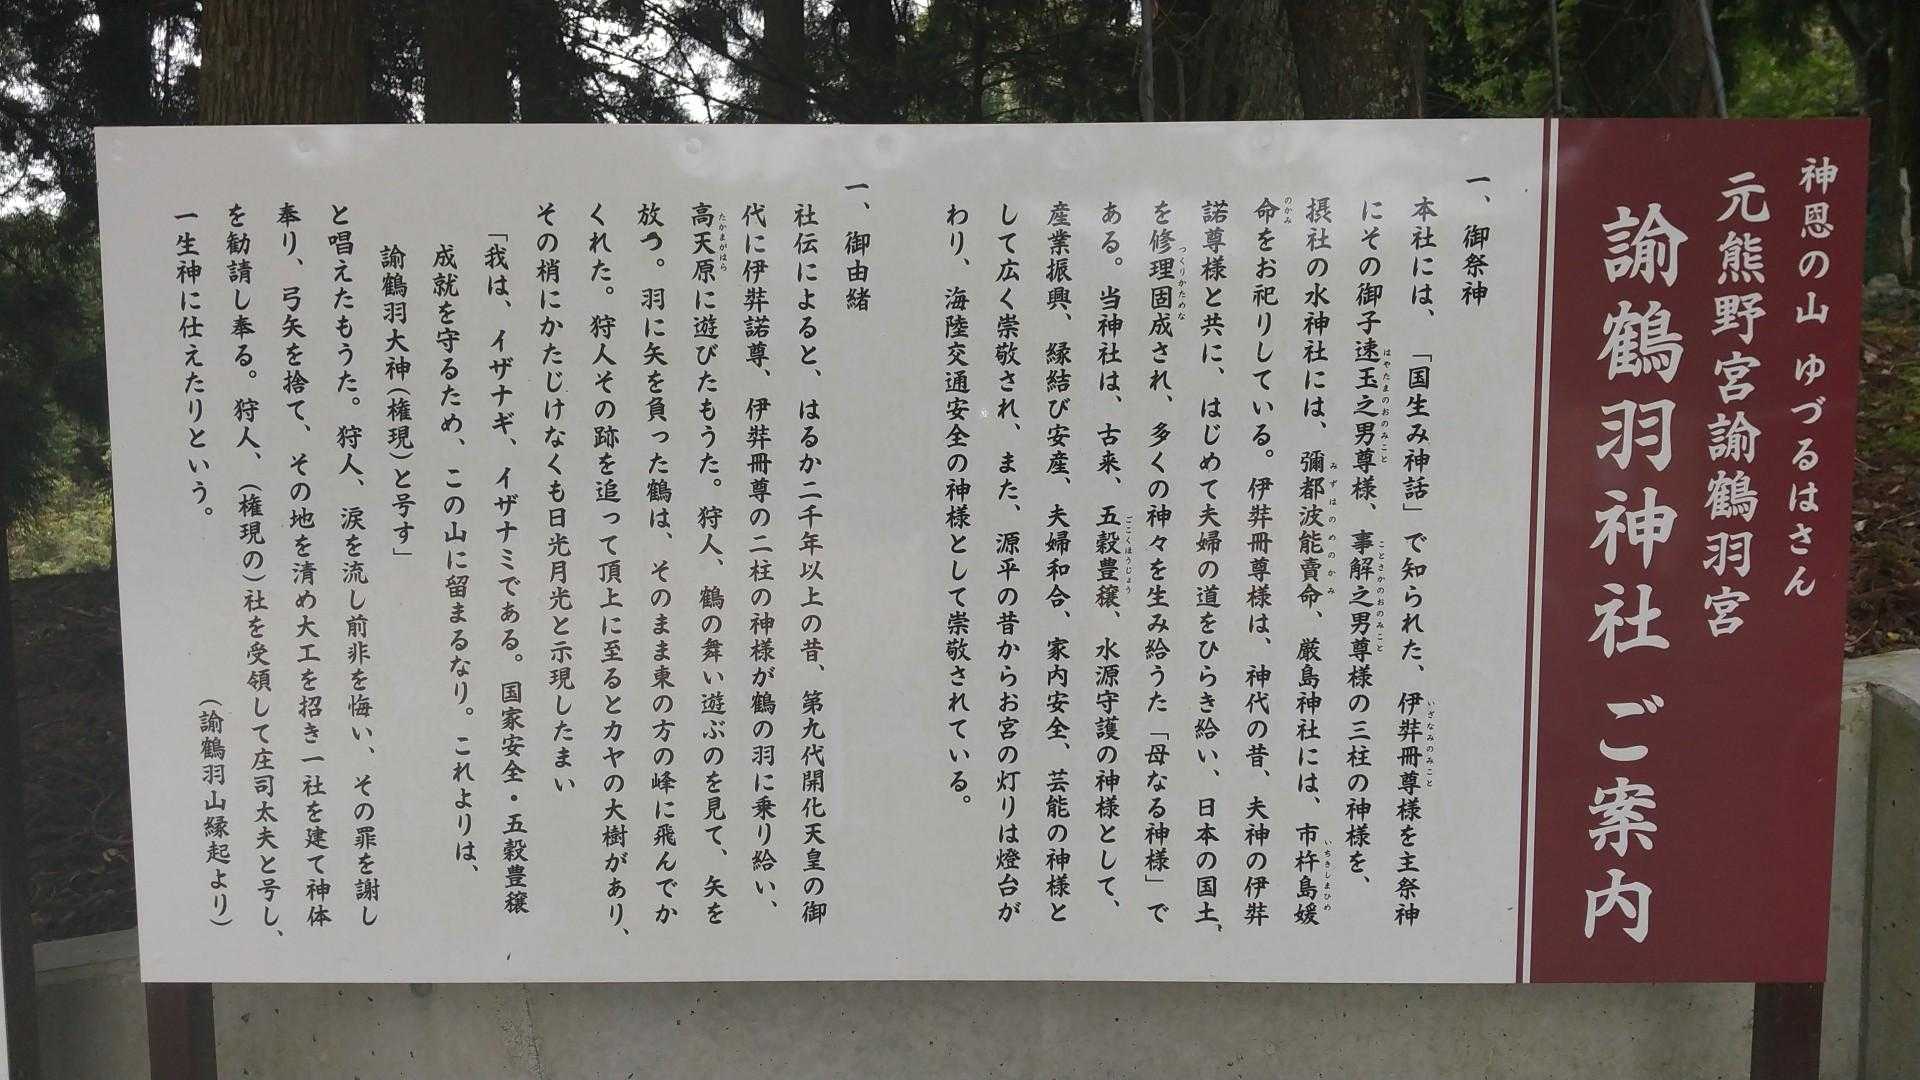 神恩の山 ゆづるはさん
元熊野宮諭鶴羽宮
諭鶴羽神社 ご案内
一、御祭神
本社には、「国生み神話」で知られた、伊弉冊尊様を主祭神
にその御子速玉之男尊様、事解之男尊様の三柱の神様を、
摂社の水神社には、彌都波能賣命、厳島神社には、市杵島媛
命をお祀りしている。伊弉冊尊様は、神代の昔、夫神の伊弉
諾尊様と共に、はじめて夫婦の道をひらき給い、日本の国土、
を修理固成され、多くの神々を生み給うた「母なる神様」で
ある。当神社は、古来、五穀豊穣、水源守護の神様として、
産業振興、縁結び安産、夫婦和合、家内安全、芸能の神様と
して広く崇敬され、また、源平の昔からお宮の灯りは燈台が
わり、海陸交通安全の神様として崇敬されている。
一、御由緒
社伝によると、はるか二千年以上の昔、第九代開化天皇の御
代に伊弉諾尊、伊弉冊尊の二柱の神様が鶴の羽に乗り給い、
高天原に遊びたもうた。狩人、鶴の舞い遊ぶのを見て、矢を
放つ。羽に矢を負った鶴は、そのまま東の方の峰に飛んでか
くれた。狩人その跡を追って頂上に至るとカヤの大樹があり、
その梢にかたじけなくも日光月光と示現したまい
「我は、イザナギ、イザナミである。国家安全・五穀豊穣
成就を守るため、この山に留まるなり。これよりは、
諭鶴羽大神(権現)と号す」
と唱えたもうた。狩人、涙を流し前非を悔い、その罪を謝し
奉り、弓矢を捨て、その地を清め大工を招き一社を建て神体
を勧請し奉る。狩人、(権現の)社を受領して庄司太夫と号し、
一生神に仕えたりという。
(諭鶴羽山縁起より)